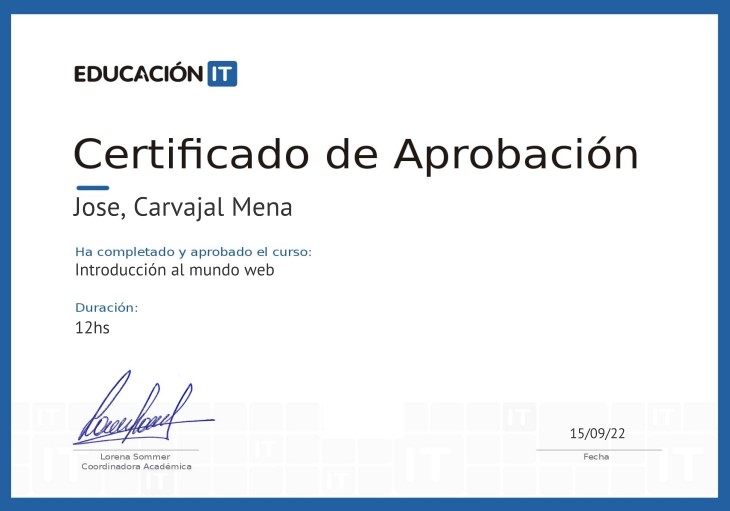 EDUCACIÓN IT
Certificado de Aprobación
Jose, Carvajal Mena
Ha completado y aprobado el curso:
Introducción al mundo web
Duración:
12hs
15/09/22
Lorena Sommer
Coordinadora Académica
Fecha